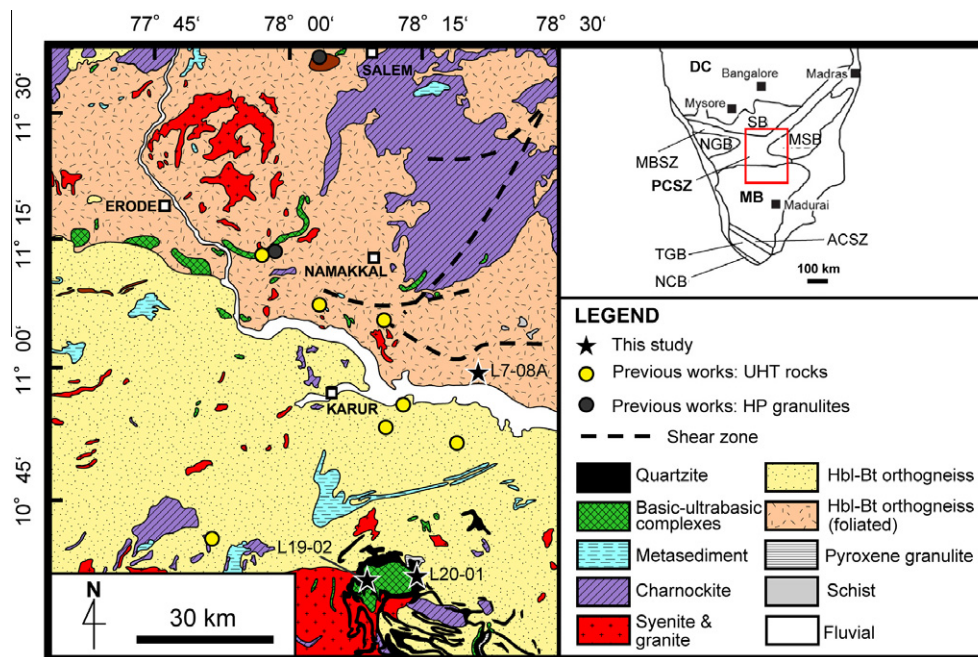 77° 45‘ 78° 00‘ 78° 15‘ 78° 30‘
30‘
11°
15‘
11°
00‘
11°
45‘
10°
SALEM
ERODE
NAMAKKAL
L7-08A
KARUR
L19-02
L20-01
N
30 km
DC
Bangalore
Madras
Mysore
SB
MBSZ
NGB
MSB
PCSZ
MB
Madurai
TGB
ACSZ
NCB
100 km
LEGEND
This study
Previous works: UHT rocks
Previous works: HP granulites
Shear zone
Quartzite
Basic-ultrabasic
complexes
Metasediment
Charnockite
Syenite &
granite
Hbl-Bt orthogneiss
Hbl-Bt orthogneiss
(foliated)
Pyroxene granulite
Schist
Fluvial